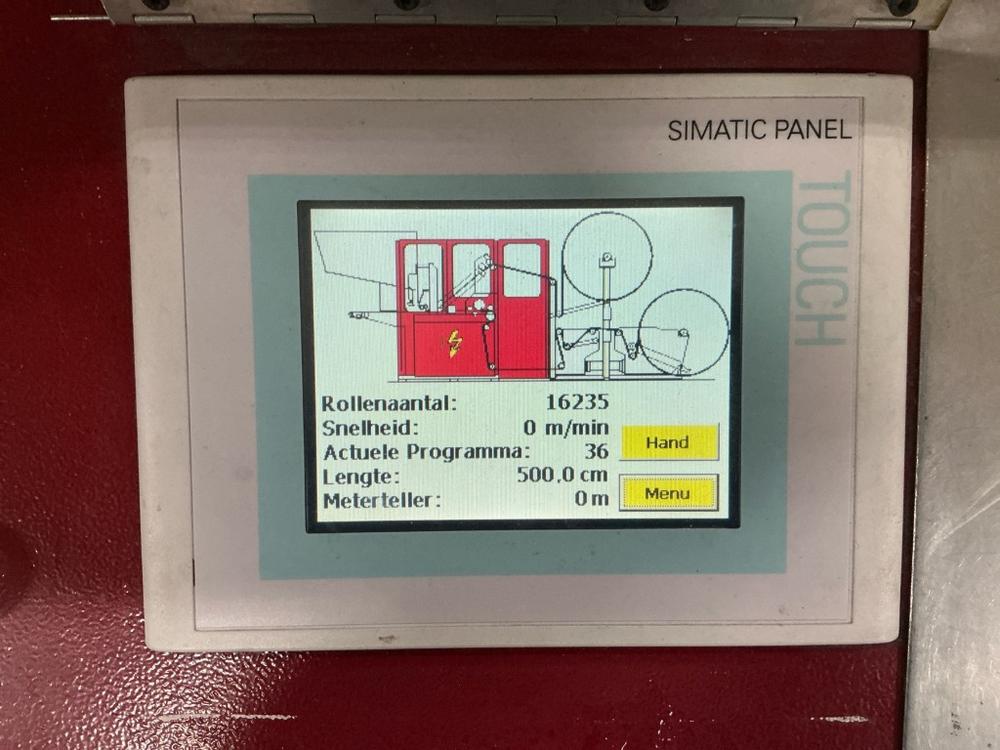 SIMATIC PANEL
TOUCH
Rollenaantal: 16235
Snelheid: 0 m/min
Actuele Programma: 36
Lengte: 500,0 cm
Meterteller: 0 m
Hand
Menu